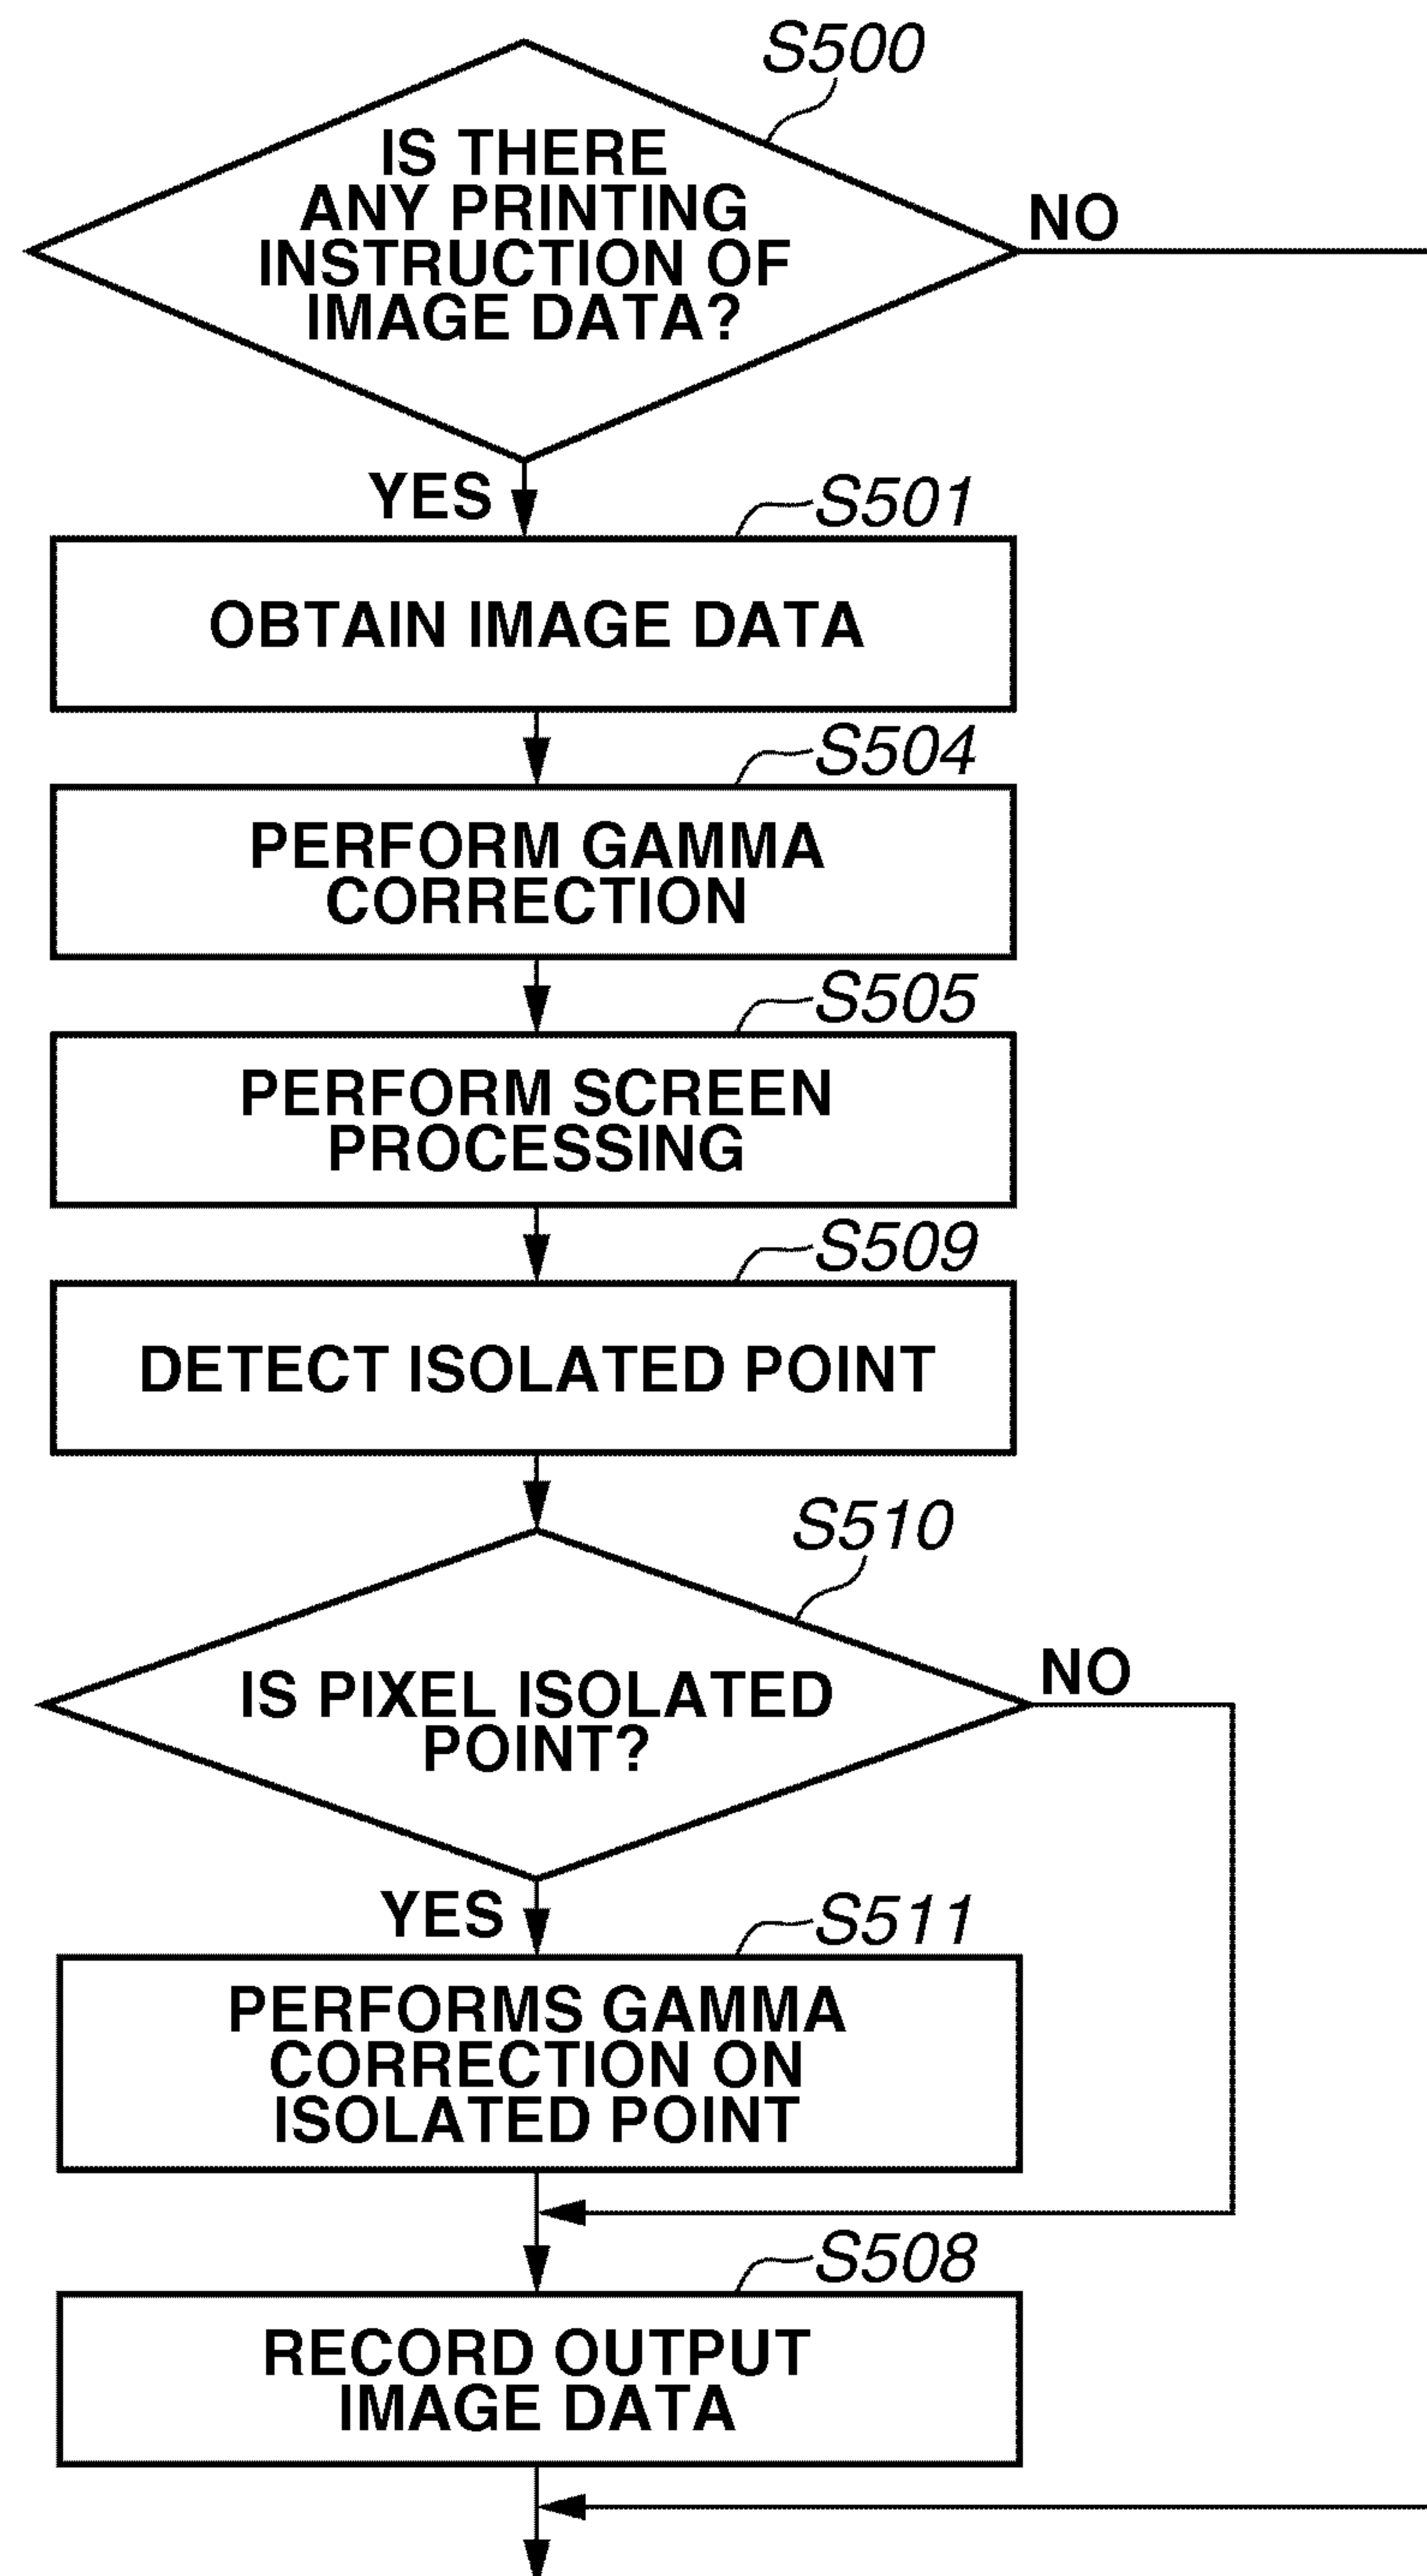 S500
IS THERE
ANY PRINTING
INSTRUCTION OF
IMAGE DATA?
NO
YES
S501
OBTAIN IMAGE DATA
S504
PERFORM GAMMA
CORRECTION
S505
PERFORM SCREEN
PROCESSING
S509
DETECT ISOLATED POINT
S510
IS PIXEL ISOLATED
POINT?
NO
YES
S511
PERFORMS GAMMA
CORRECTION ON
ISOLATED POINT
S508
RECORD OUTPUT
IMAGE DATA